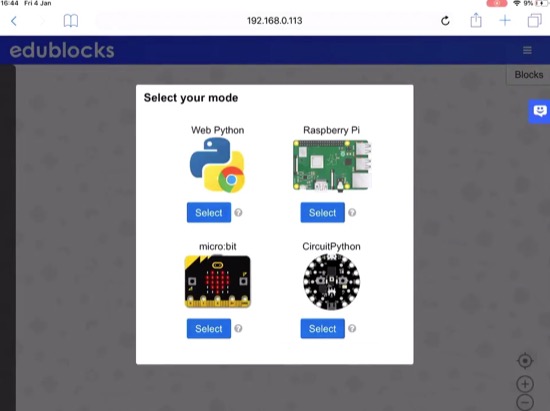 16:44 Fri 4 Jan
9%
192.168.0.113
edublocks
Blocks
Select your mode
Web Python
Raspberry Pi
Select
Select
micro:bit
CircuitPython
Select
Select